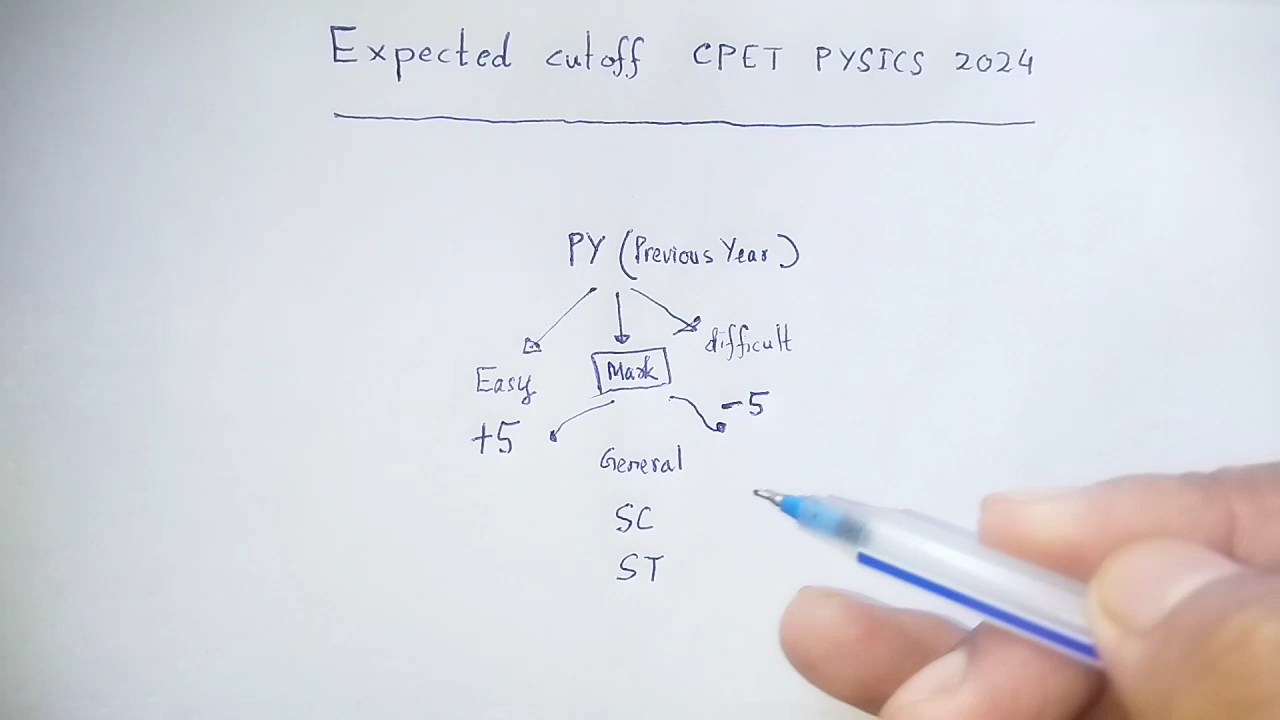 Expected cutoff CPET PYSICS 2024
PY (Previous Year)
difficult
Mark
Easy
-5
+5
General
SC
ST